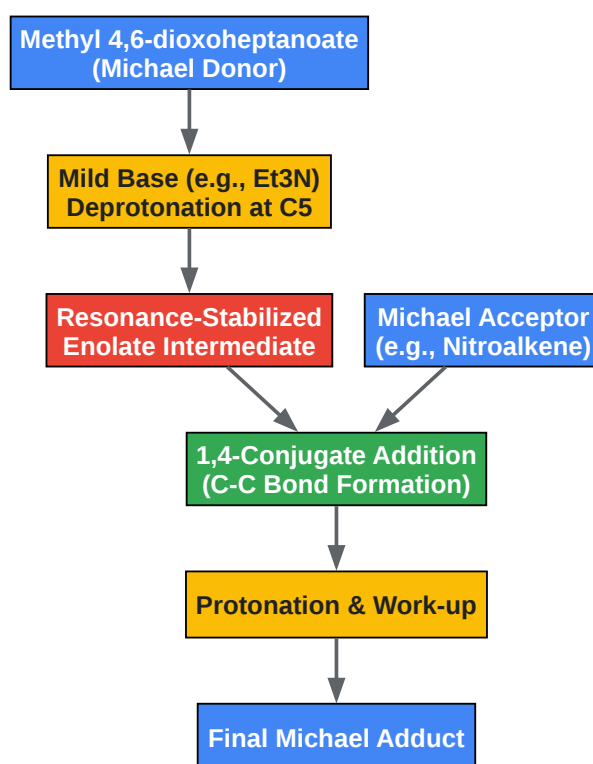 Methyl 4,6-dioxoheptanoate
(Michael Donor)
Mild Base (e.g., Et3N)
Deprotonation at C5
Resonance-Stabilized
Enolate Intermediate
Michael Acceptor
(e.g., Nitroalkene)
1,4-Conjugate Addition
(C-C Bond Formation)
Protonation & Work-up
Final Michael Adduct